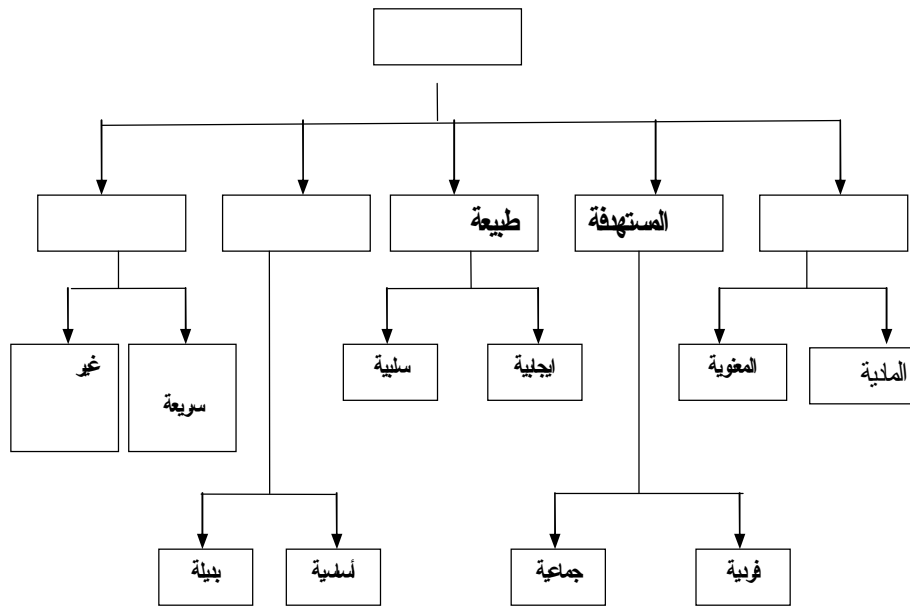 المستهدفة
طبيعة
المادية
المعنوية
ايجابية
سلبية
سريعة
غير
فردية
جماعية
أساسية
بديلة